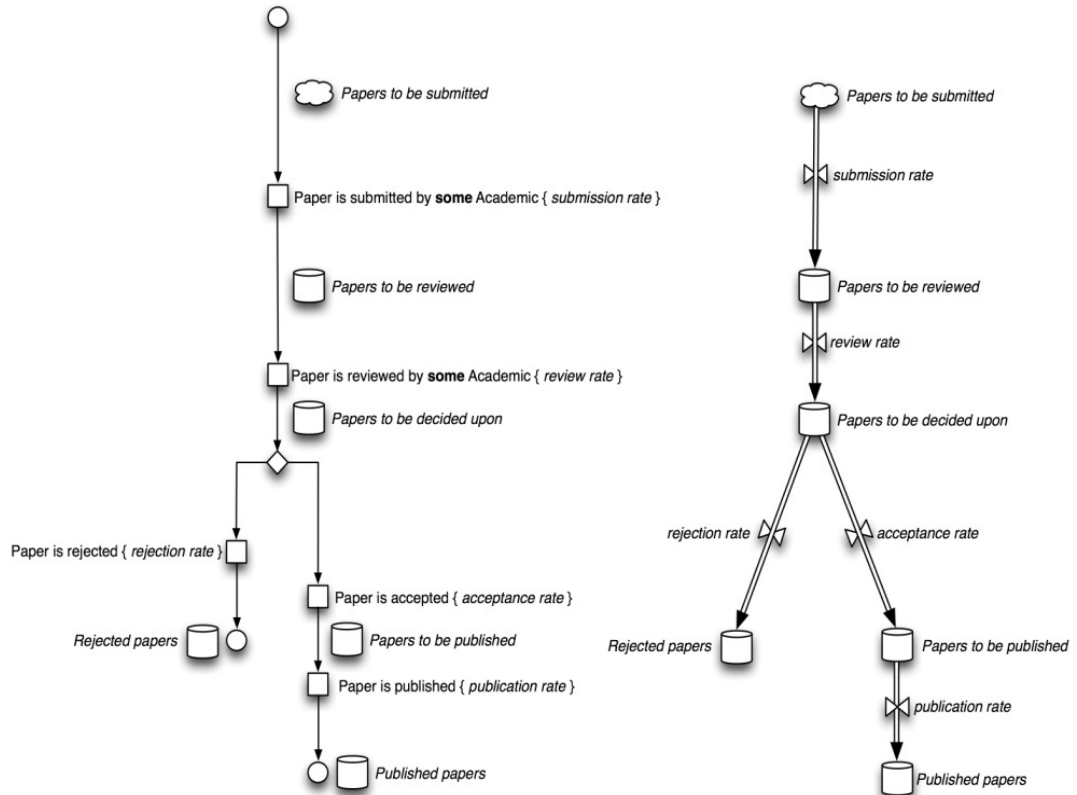 Papers to be submitted
Paper is submitted by some Academic { submission rate }
Papers to be reviewed
Paper is reviewed by some Academic { review rate }
Papers to be decided upon
Paper is rejected { rejection rate }
Paper is accepted { acceptance rate }
Rejected papers
Papers to be published
Paper is published { publication rate }
Published papers
Papers to be submitted
submission rate
Papers to be reviewed
review rate
Papers to be decided upon
rejection rate
acceptance rate
Rejected papers
Papers to be published
publication rate
Published papers